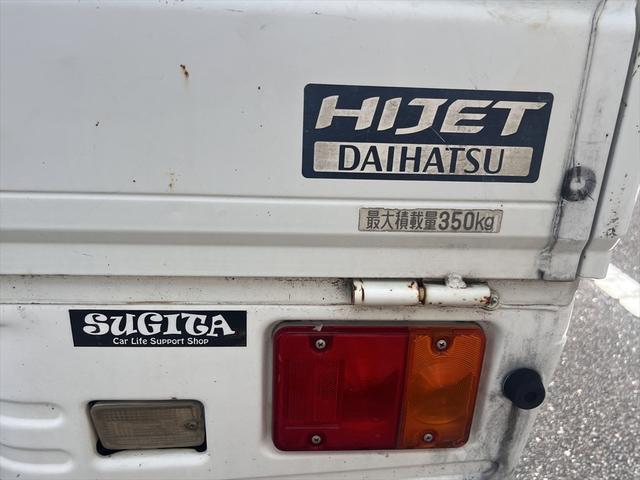 HIJET
DAIHATSU
最大積載量350kg
SUGITA
Car Life Support Shop